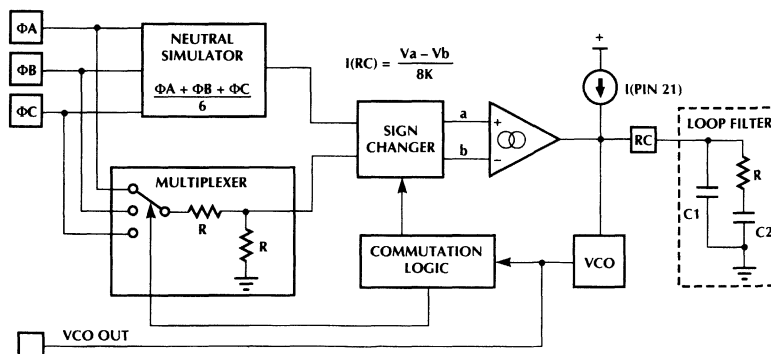 ΦA
ΦB
ΦC
NEUTRAL
SIMULATOR
ΦA + ΦB + ΦC
6
I(RC) = Va – Vb
8K
+
I(PIN 21)
SIGN
CHANGER
a
b
+
–
RC
LOOP FILTER
R
C1
C2
MULTIPLEXER
R
R
COMMUTATION
LOGIC
VCO
VCO OUT